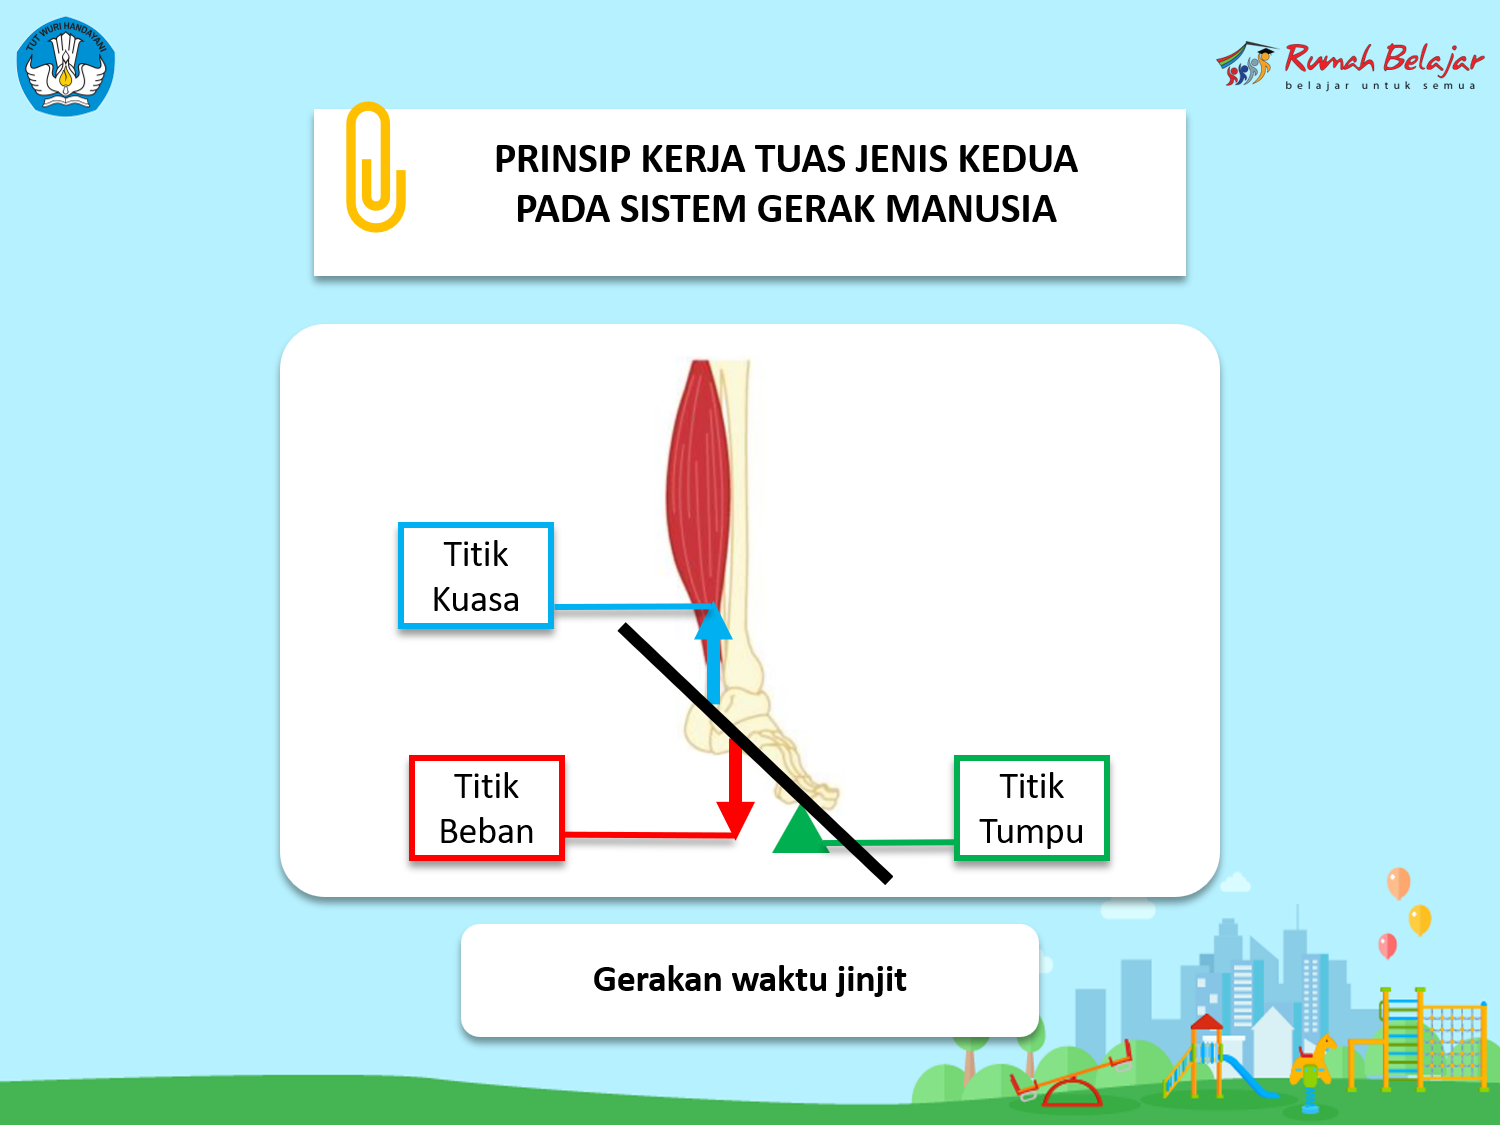 TUT WURI HANDAYANI
Rumah Belajar
belajar untuk semua
PRINSIP KERJA TUAS JENIS KEDUA
PADA SISTEM GERAK MANUSIA
Titik
Kuasa
Titik
Beban
Titik
Tumpu
Gerakan waktu jinjit